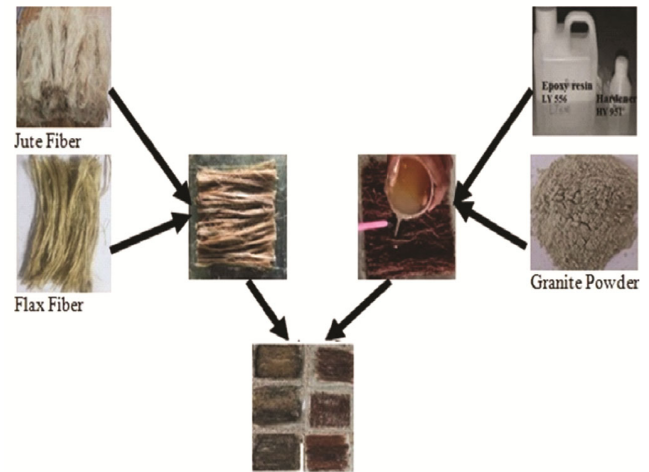 Epoxy resin
LY 556
Hardener
HY 951
Jute Fiber
Flax Fiber
Granite Powder